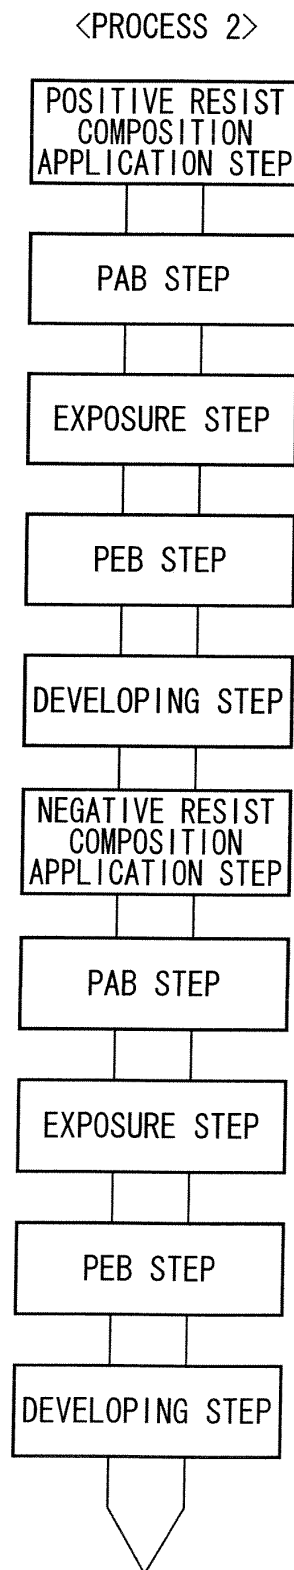 <PROCESS 2>
POSITIVE RESIST
COMPOSITION
APPLICATION STEP
PAB STEP
EXPOSURE STEP
PEB STEP
DEVELOPING STEP
NEGATIVE RESIST
COMPOSITION
APPLICATION STEP
PAB STEP
EXPOSURE STEP
PEB STEP
DEVELOPING STEP